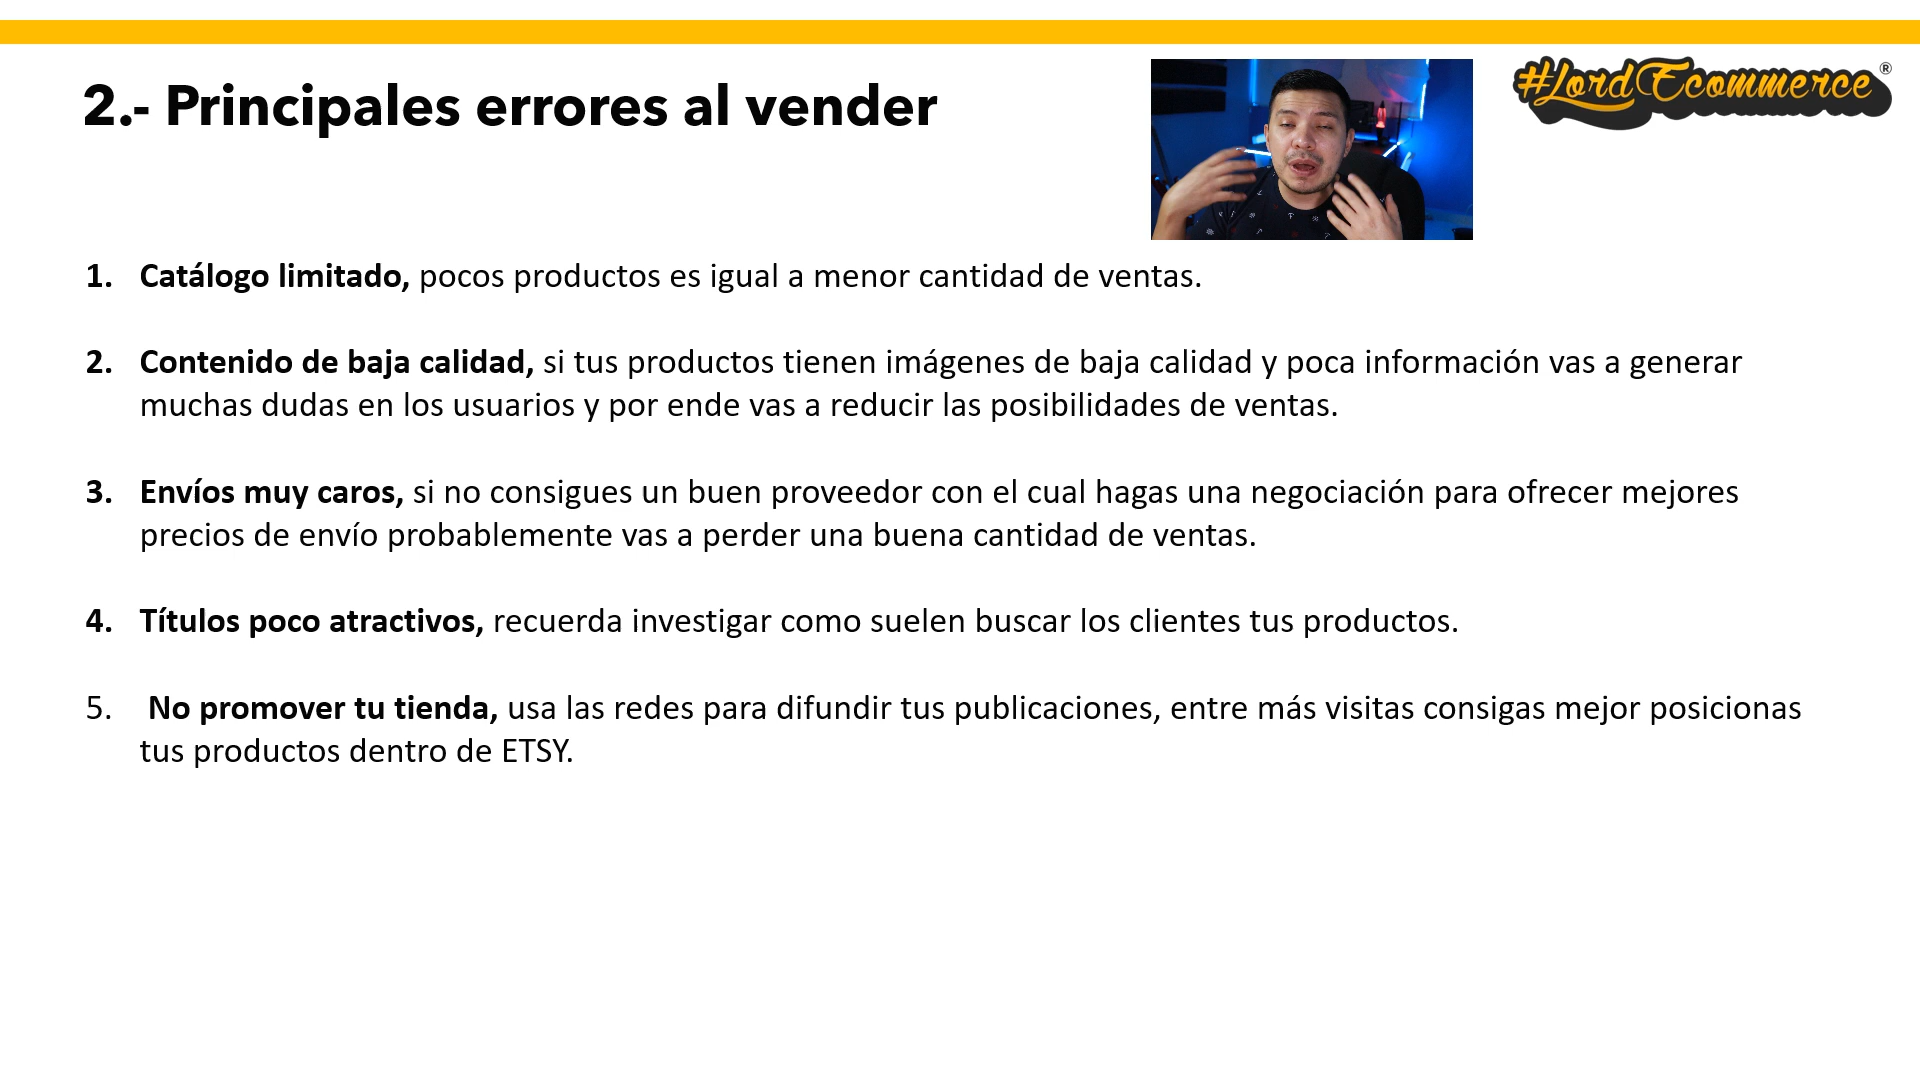 2.- Principales errores al vender
#LordEcommerce®
1. Catálogo limitado, pocos productos es igual a menor cantidad de ventas.
2. Contenido de baja calidad, si tus productos tienen imágenes de baja calidad y poca información vas a generar
muchas dudas en los usuarios y por ende vas a reducir las posibilidades de ventas.
3. Envíos muy caros, si no consigues un buen proveedor con el cual hagas una negociación para ofrecer mejores
precios de envío probablemente vas a perder una buena cantidad de ventas.
4. Títulos poco atractivos, recuerda investigar como suelen buscar los clientes tus productos.
5. No promover tu tienda, usa las redes para difundir tus publicaciones, entre más visitas consigas mejor posicionas
tus productos dentro de ETSY.